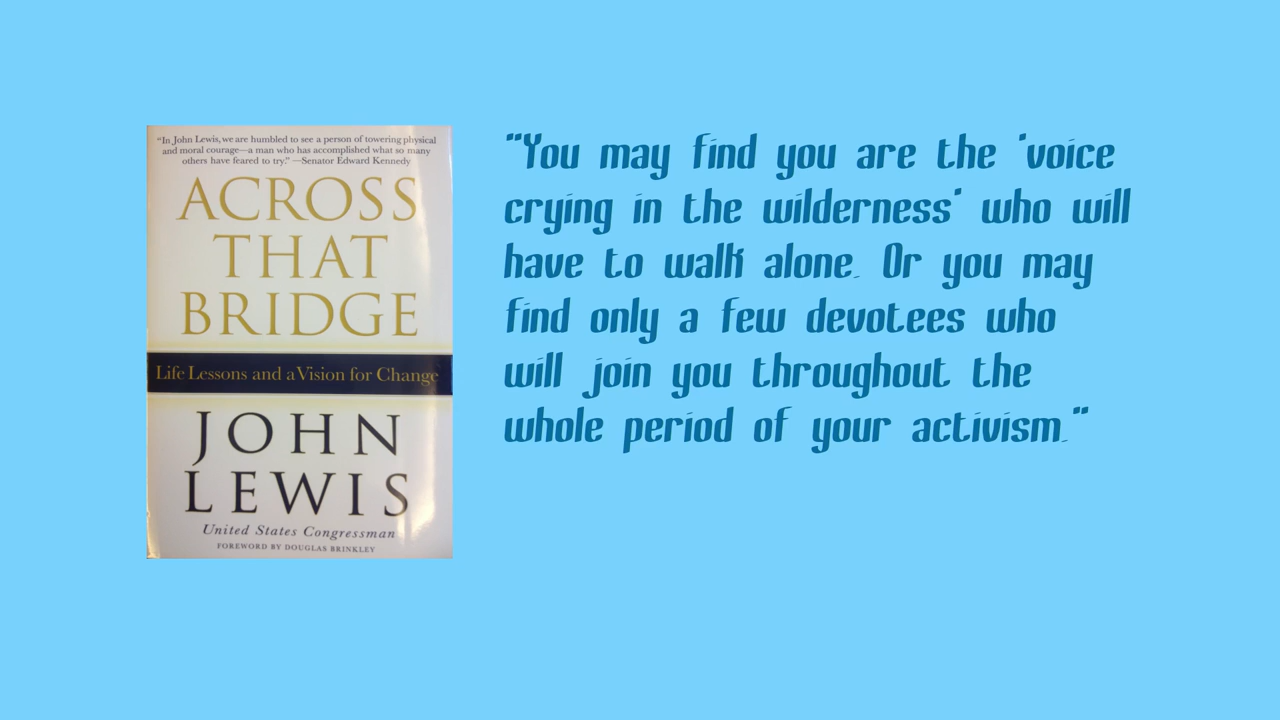 "In John Lewis, we are humbled to see a person of towering physical
and moral courage—a man who has accomplished what so many
others have feared to try." —Senator Edward Kennedy
ACROSS
THAT
BRIDGE
Life Lessons and a Vision for Change
JOHN
LEWIS
United States Congressman
FOREWORD BY DOUGLAS BRINKLEY
"You may find you are the 'voice
crying in the wilderness' who will
have to walk alone. Or you may
find only a few devotees who
will join you throughout the
whole period of your activism."